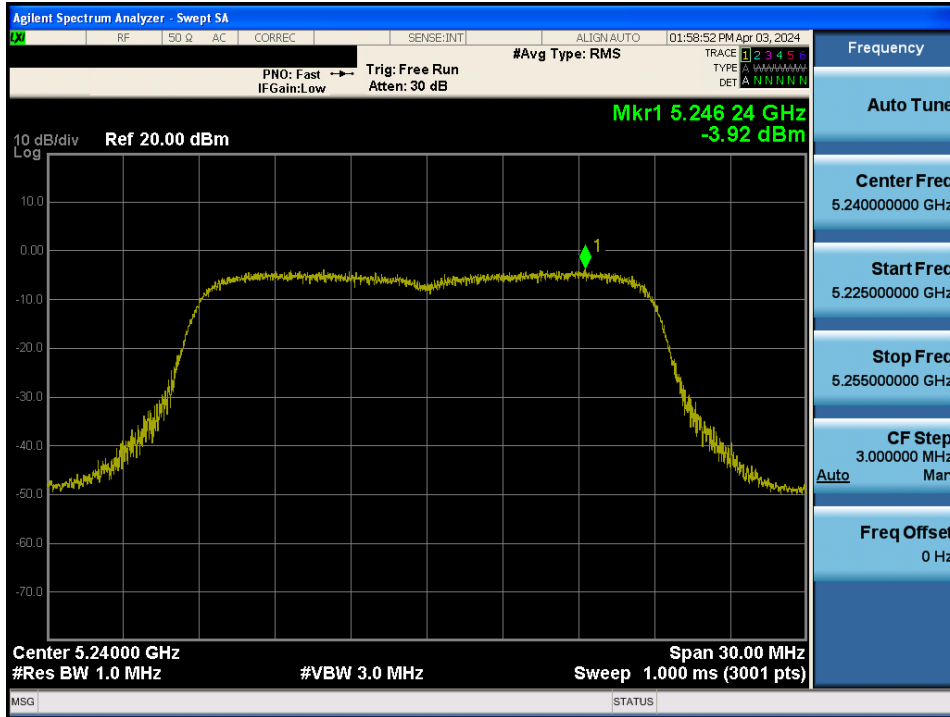 Agilent Spectrum Analyzer - Swept SA
LXI RF 50 Ω AC CORREC SENSE:INT ALIGN AUTO 01:58:52 PM Apr 03, 2024
#Avg Type: RMS
TRACE 1 2 3 4 5 6
TYPE A WWWWW
DET A N N N N N
PNO: Fast
IFGain:Low
Trig: Free Run
Atten: 30 dB
Mkr1 5.246 24 GHz
-3.92 dBm
10 dB/div Ref 20.00 dBm
Log
10.0
0.00
-10.0
-20.0
-30.0
-40.0
-50.0
-60.0
-70.0
1
Center 5.24000 GHz Span 30.00 MHz
#Res BW 1.0 MHz #VBW 3.0 MHz Sweep 1.000 ms (3001 pts)
MSG STATUS
Frequency
Auto Tune
Center Freq
5.240000000 GHz
Start Freq
5.225000000 GHz
Stop Freq
5.255000000 GHz
CF Step
3.000000 MHz
Auto Man
Freq Offset
0 Hz